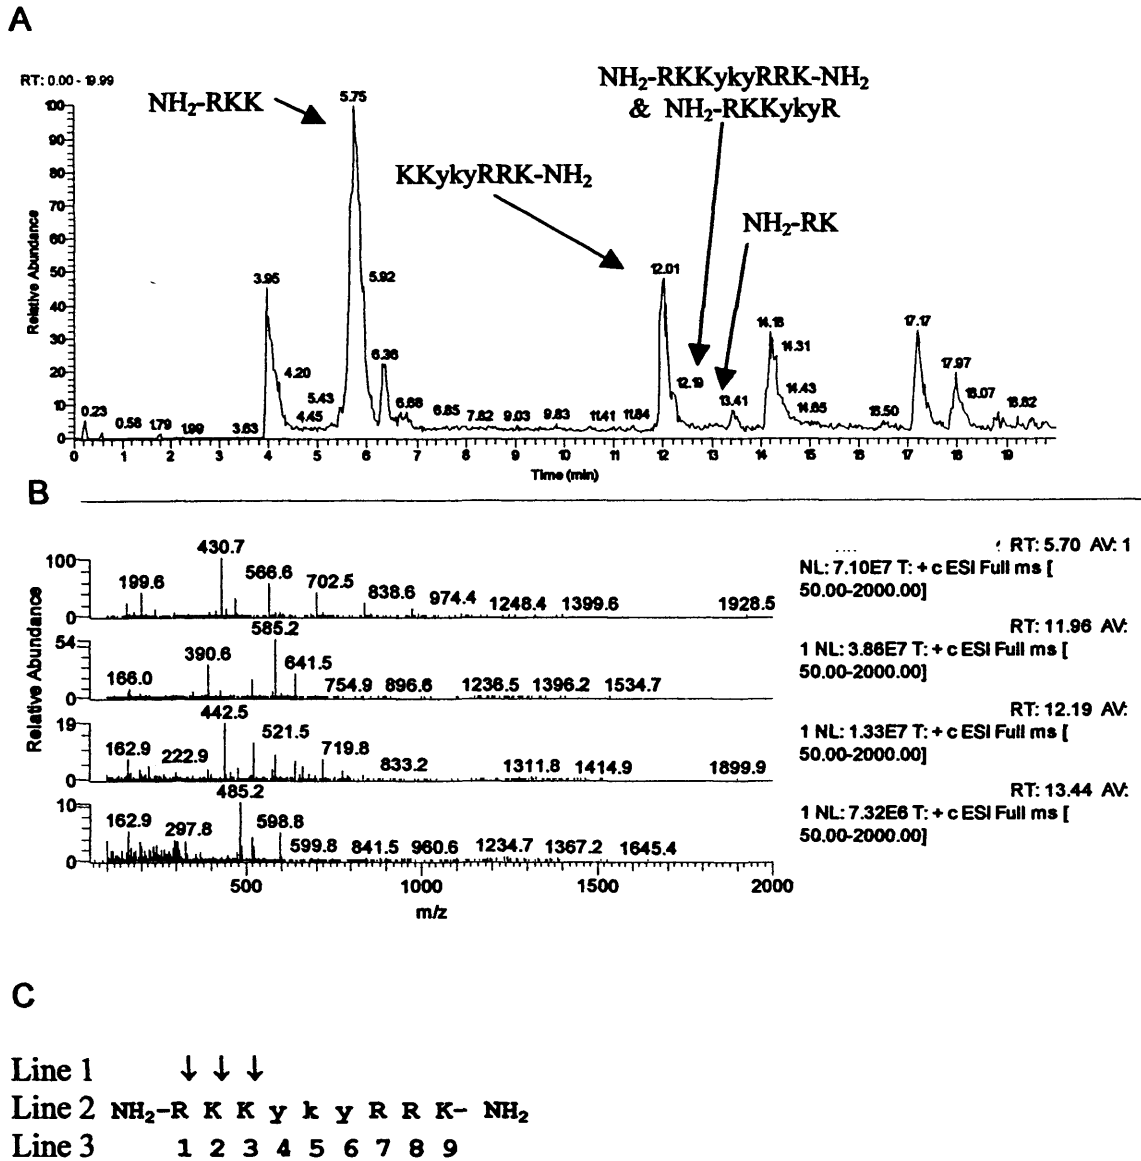 A
RT: 0.00 - 19.99
NH₂-RKK
KKykyRRK-NH₂
NH₂-RKKykyRRK-NH₂
& NH₂-RKKykyR
NH₂-RK
Relative Abundance
100
90
80
70
60
50
40
30
20
10
0
0.23
0.58
1.79
1.99
3.63
3.95
4.20
4.45
5.43
5.75
5.92
6.36
6.68
6.85
7.82
9.03
9.83
11.41
11.84
12.01
12.19
13.41
14.18
14.31
14.43
14.65
16.50
17.17
17.97
18.07
18.82
0 1 2 3 4 5 6 7 8 9 10 11 12 13 14 15 16 17 18 19
Time (min)
B
Relative Abundance
100
0
199.6 430.7 566.6 702.5 838.6 974.4 1248.4 1399.6 1928.5
RT: 5.70 AV: 1
NL: 7.10E7 T: + c ESI Full ms [
50.00-2000.00]
54
0
166.0 390.6 585.2 641.5 754.9 896.6 1236.5 1396.2 1534.7
RT: 11.96 AV:
1 NL: 3.86E7 T: + c ESI Full ms [
50.00-2000.00]
19
0
162.9 222.9 442.5 521.5 719.8 833.2 1311.8 1414.9 1899.9
RT: 12.19 AV:
1 NL: 1.33E7 T: + c ESI Full ms [
50.00-2000.00]
10
0
162.9 297.8 485.2 598.8 599.8 841.5 960.6 1234.7 1367.2 1645.4
RT: 13.44 AV:
1 NL: 7.32E6 T: + c ESI Full ms [
50.00-2000.00]
500 1000 1500 2000
m/z
C
Line 1 ↓ ↓ ↓
Line 2 NH₂-R K K y k y R R K- NH₂
Line 3 1 2 3 4 5 6 7 8 9